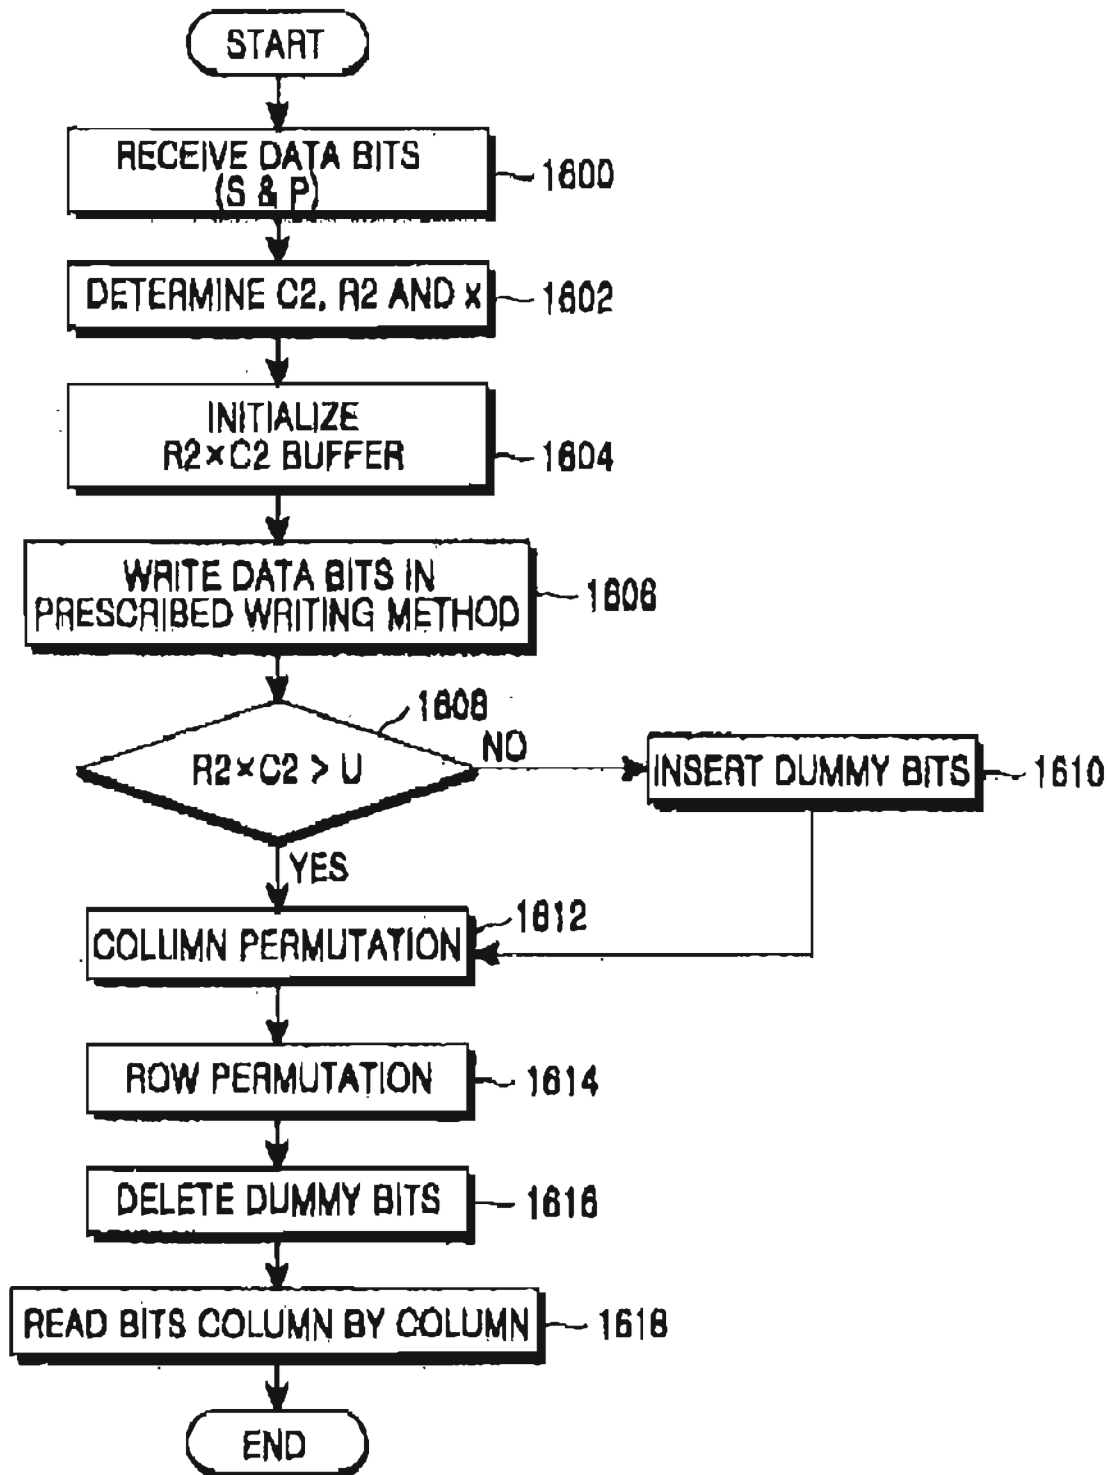 START
RECEIVE DATA BITS
(S & P)
1600
DETERMINE C2, R2 AND x
1602
INITIALIZE
R2×C2 BUFFER
1604
WRITE DATA BITS IN
PRESCRIBED WRITING METHOD
1606
1608
R2×C2 > U
NO
INSERT DUMMY BITS
1610
YES
1612
COLUMN PERMUTATION
ROW PERMUTATION
1614
DELETE DUMMY BITS
1616
READ BITS COLUMN BY COLUMN
1618
END